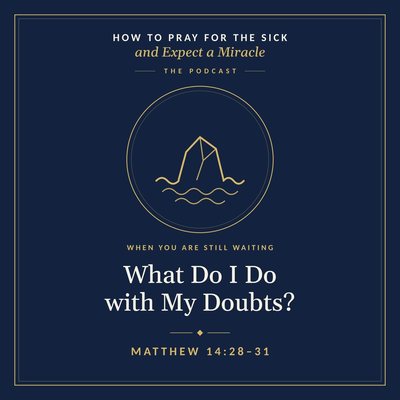 HOW TO PRAY FOR THE SICK
and Expect a Miracle
THE PODCAST
WHEN YOU ARE STILL WAITING
What Do I Do
with My Doubts?
MATTHEW 14:28–31